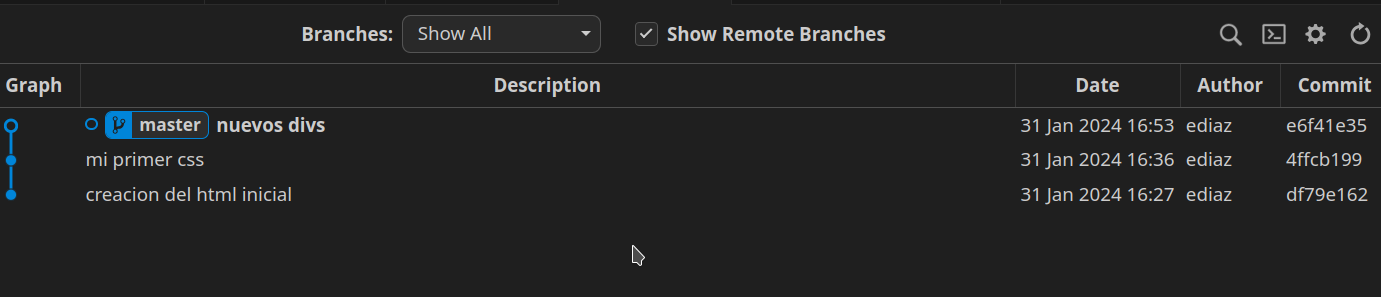 Branches: Show All Show Remote Branches
Graph Description Date Author Commit
master nuevos divs 31 Jan 2024 16:53 ediaz e6f41e35
mi primer css 31 Jan 2024 16:36 ediaz 4ffcb199
creacion del html inicial 31 Jan 2024 16:27 ediaz df79e162